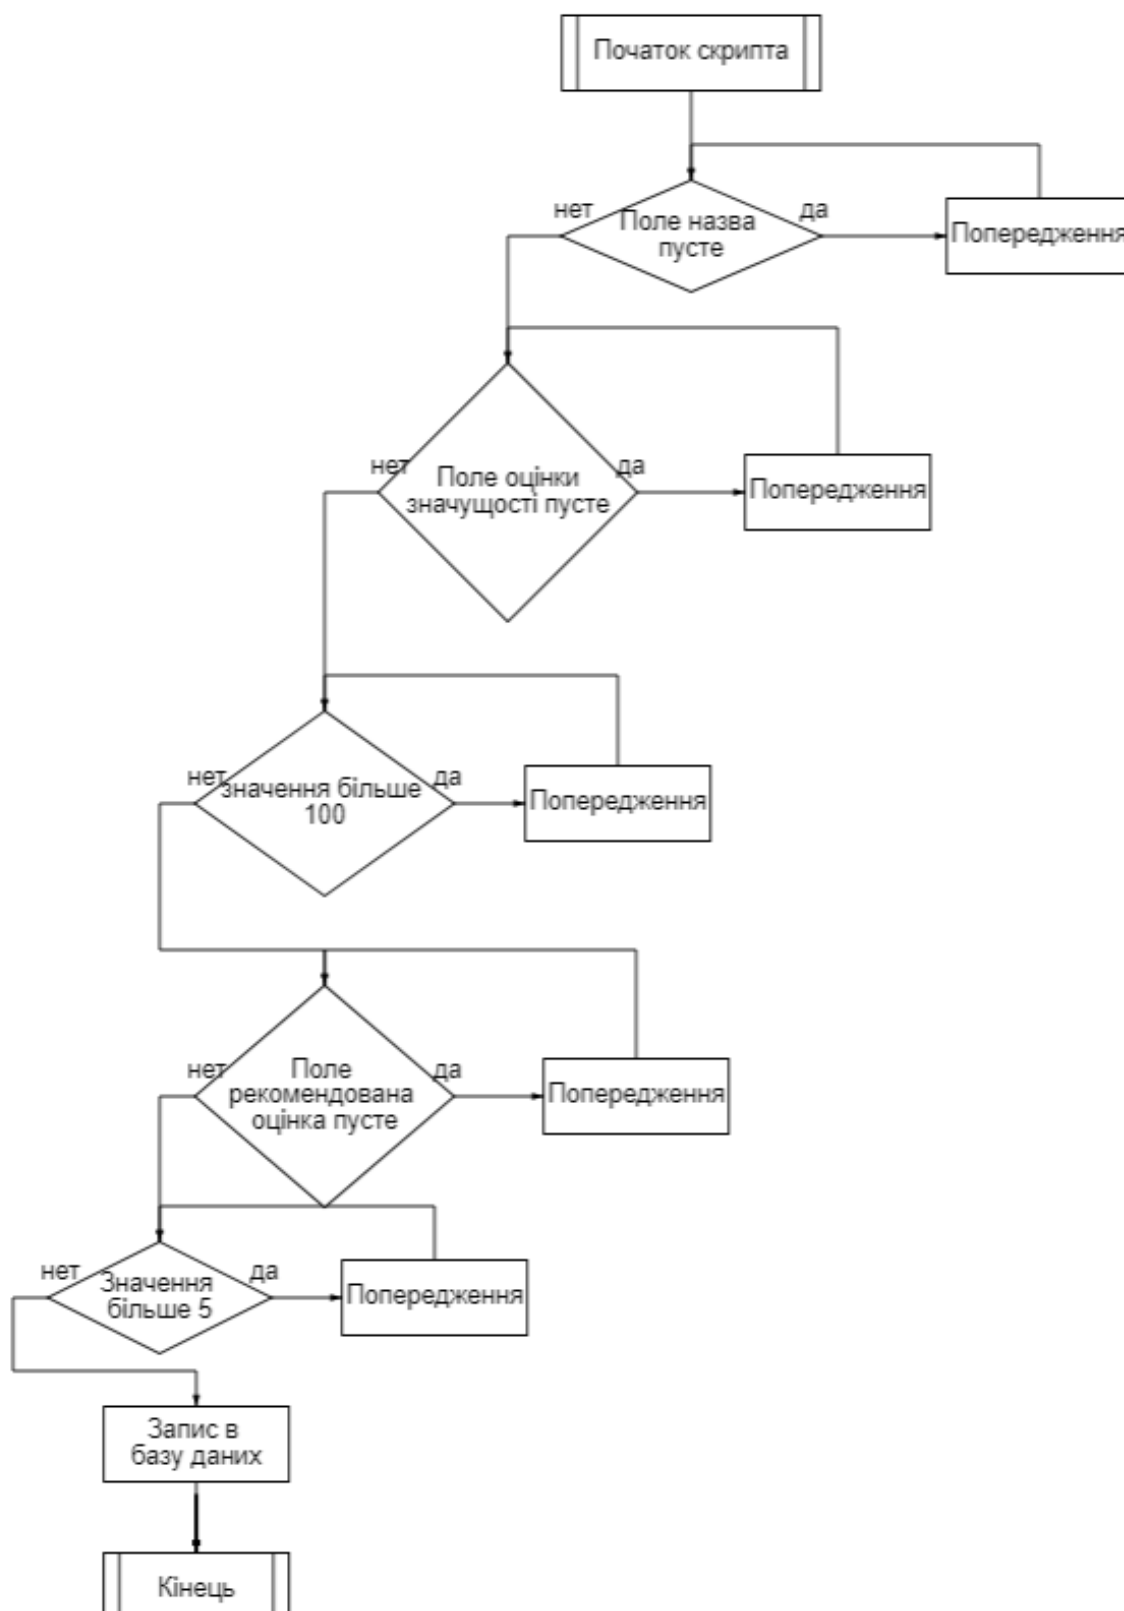 Початок скрипта
нет
Поле назва
пусте
да
Попередження
нет
Поле оцінки
значущості пусте
да
Попередження
нет
значення більше
100
да
Попередження
нет
Поле
рекомендована
оцінка пусте
да
Попередження
нет
Значення
більше 5
да
Попередження
Запис в
базу даних
Кінець